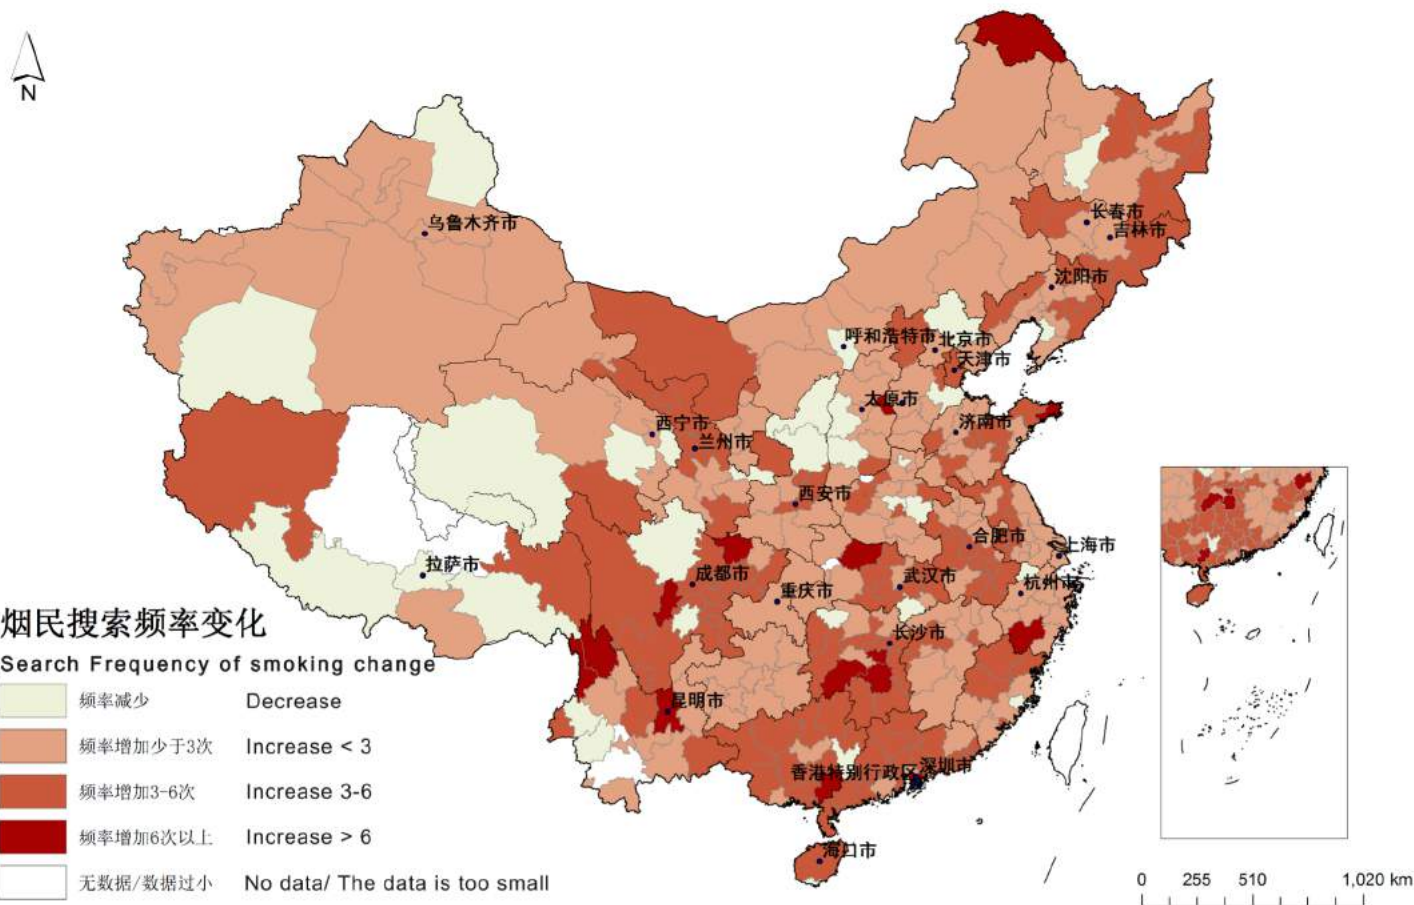 N
乌鲁木齐市
长春市
吉林市
沈阳市
呼和浩特市
北京市
天津市
太原市
济南市
西宁市
兰州市
西安市
合肥市
上海市
拉萨市
成都市
重庆市
武汉市
杭州市
长沙市
昆明市
香港特别行政区
深圳市
海口市
烟民搜索频率变化
Search Frequency of smoking change
频率减少 Decrease
频率增加少于3次 Increase < 3
频率增加3-6次 Increase 3-6
频率增加6次以上 Increase > 6
无数据/数据过小 No data/ The data is too small
0 255 510 1,020 km